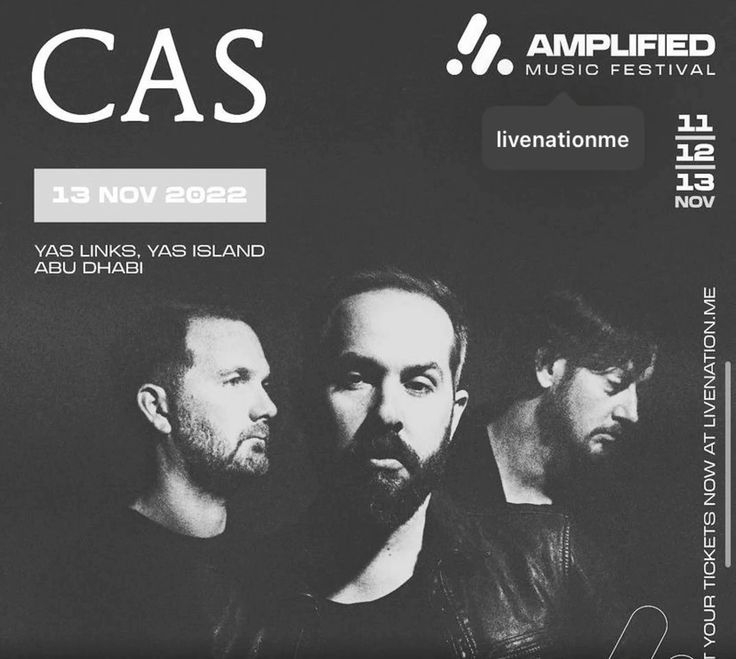 CAS
AMPLIFIED
MUSIC FESTIVAL
livenationme
11
12
13
NOV
13 NOV 2022
YAS LINKS, YAS ISLAND
ABU DHABI
YOUR TICKETS NOW AT LIVENATION.ME